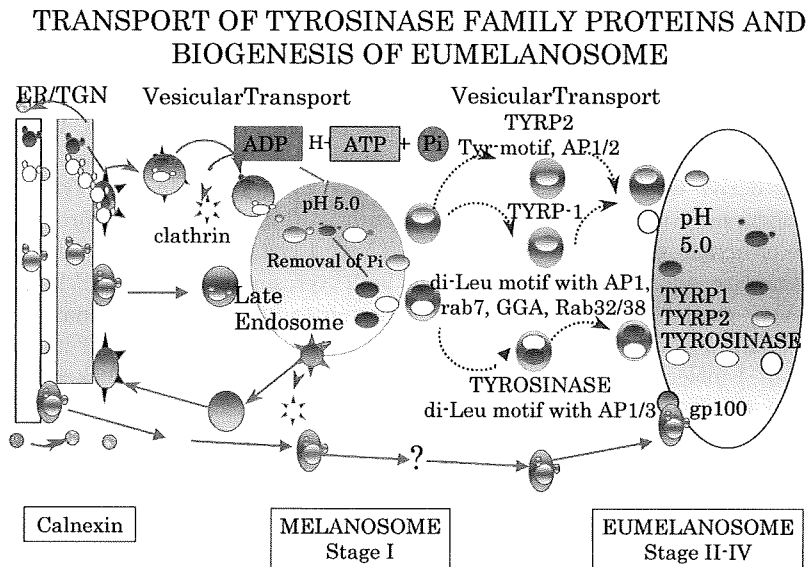 TRANSPORT OF TYROSINASE FAMILY PROTEINS AND
BIOGENESIS OF EUMELANOSOME
ER/TGN
VesicularTransport
ADP H+ ATP + Pi
clathrin
pH 5.0
Removal of Pi
Late
Endosome
VesicularTransport
TYRP2
Tyr-motif, AP1/2
TYRP-1
di-Leu motif with AP1,
rab7, GGA, Rab32/38
TYROSINASE
di-Leu motif with AP1/3
pH
5.0
TYRP1
TYRP2
TYROSINASE
gp100
?
Calnexin
MELANOSOME
Stage I
EUMELANOSOME
Stage II-IV